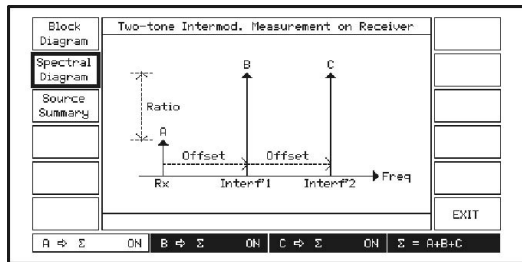 Block
Diagram
Two-tone Intermod. Measurement on Receiver
Spectral
Diagram
B
C
Source
Summary
Ratio
A
Offset
Offset
Freq
Rx
Interf'1
Interf'2
EXIT
A ⇨ Σ ON
B ⇨ Σ ON
C ⇨ Σ ON
Σ = A+B+C